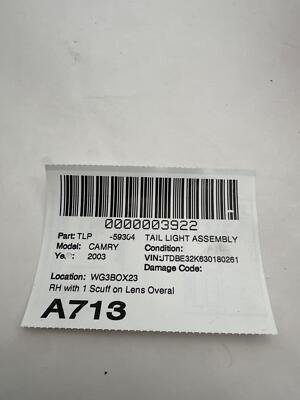 0000003922
Part: TLP -59304 TAIL LIGHT ASSEMBLY
Model: CAMRY Condition:
Year: 2003 VIN:JTDBE32K630180261
Damage Code:
Location: WG3BOX23
RH with 1 Scuff on Lens Overal
A713